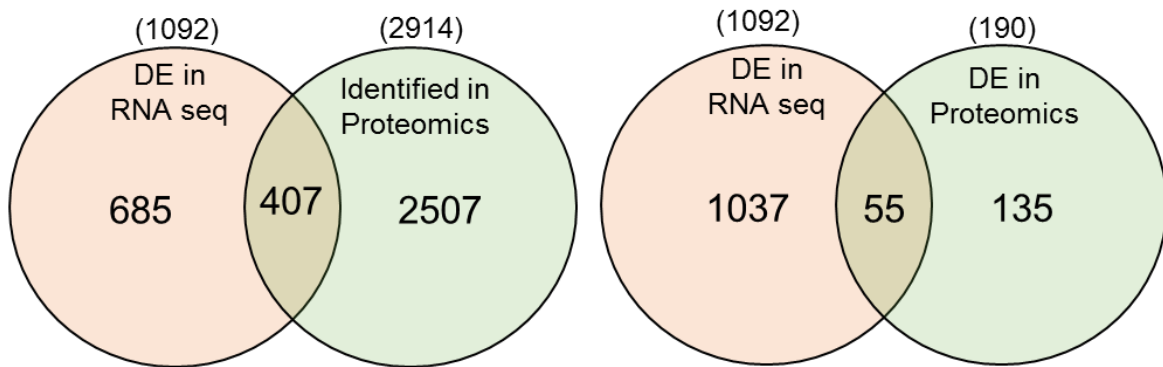 (1092)
(2914)
DE in
RNA seq
Identified in
Proteomics
685
407
2507
(1092)
(190)
DE in
RNA seq
DE in
Proteomics
1037
55
135